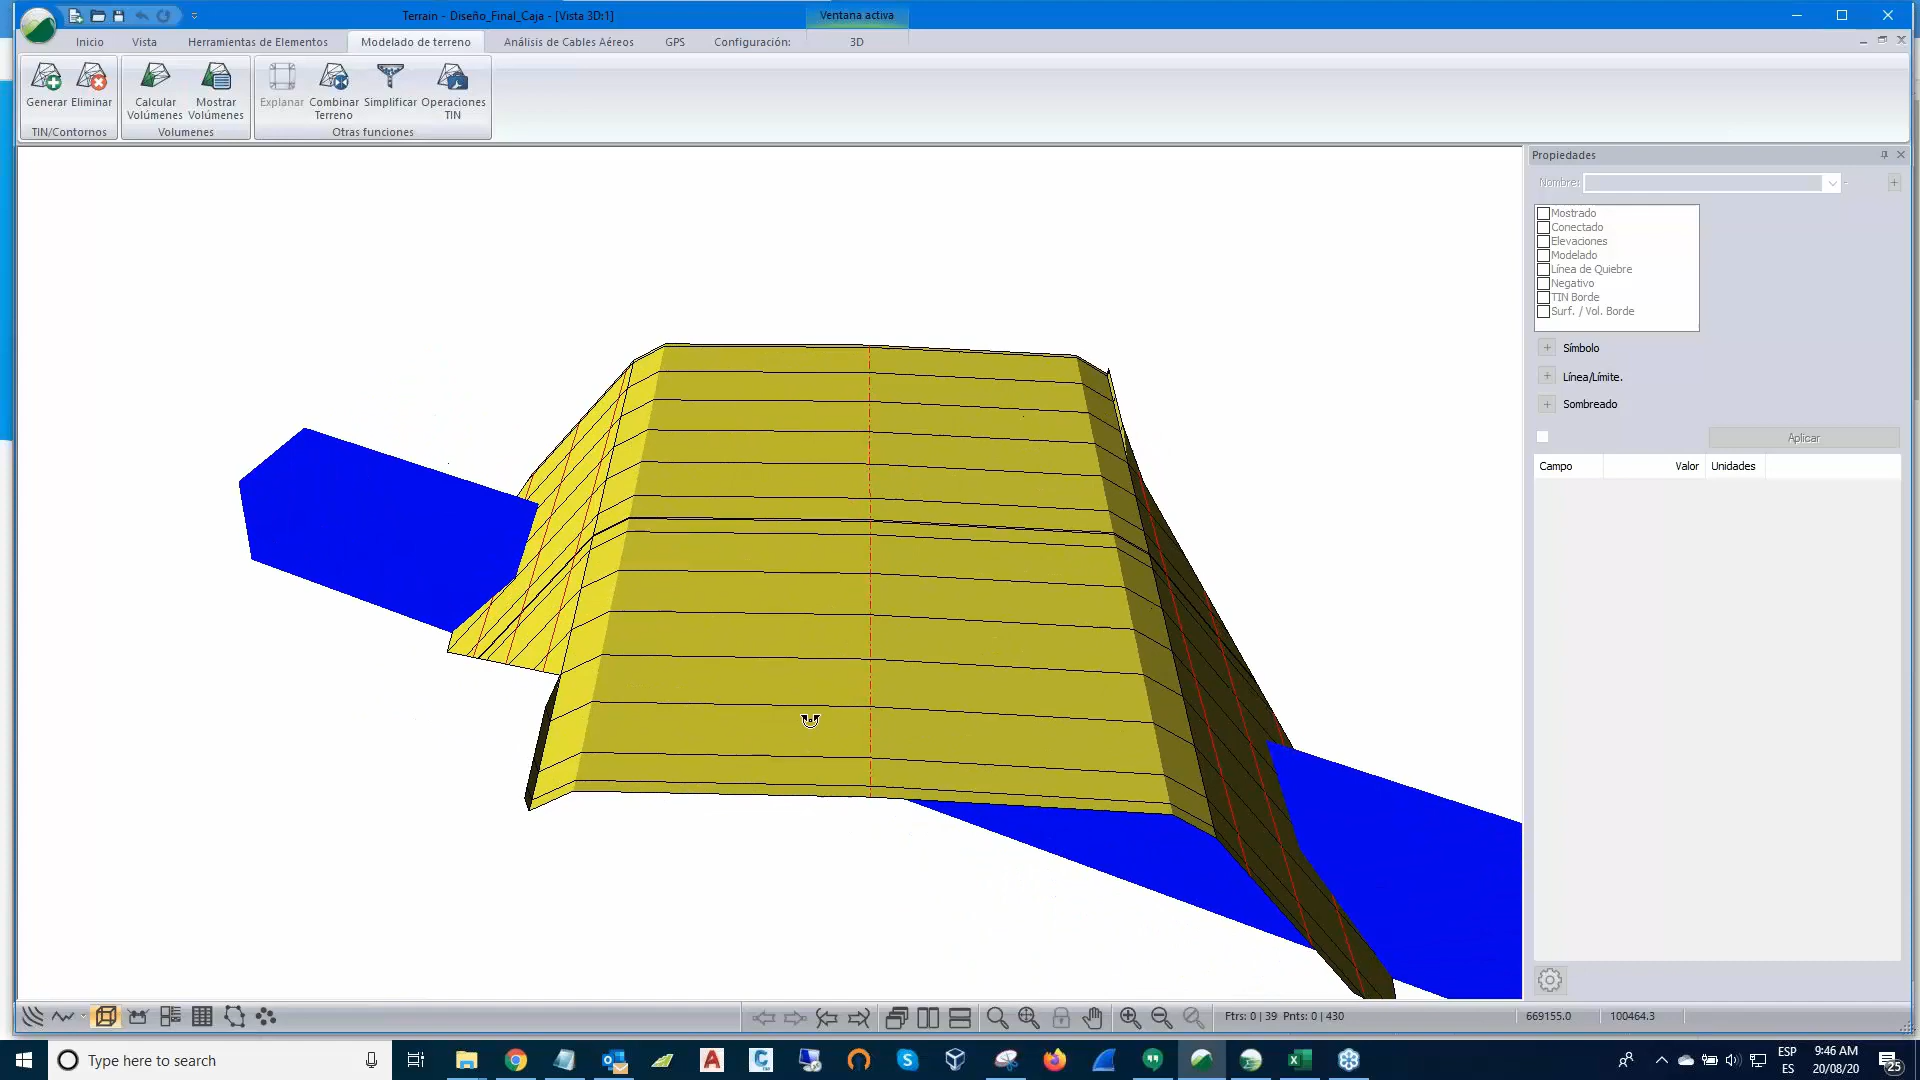 Terrain - Diseño_Final_Caja - [Vista 3D:1]
Ventana activa
Inicio
Vista
Herramientas de Elementos
Modelado de terreno
Análisis de Cables Aéreos
GPS
Configuración:
3D
Generar
Eliminar
TIN/Contornos
Calcular Volúmenes
Mostrar Volúmenes
Volumenes
Explanar
Combinar Terreno
Simplificar
Operaciones TIN
Otras funciones
Propiedades
Nombre:
Mostrado
Conectado
Elevaciones
Modelado
Línea de Quiebre
Negativo
TIN Borde
Surf. / Vol. Borde
Símbolo
Línea/Límite.
Sombreado
Aplicar
Campo Valor Unidades
Ftrs: 0 | 39 Pnts: 0 | 430
669155.0
100464.3
Type here to search
ESP
ES
9:46 AM
20/08/20
25